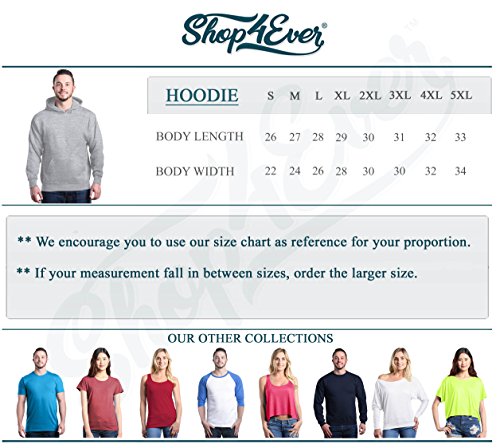 Shop4Ever®
HOODIE S M L XL 2XL 3XL 4XL 5XL
BODY LENGTH 26 27 28 29 30 31 32 33
BODY WIDTH 22 24 26 28 30 30 32 34
** We encourage you to use our size chart as reference for your proportion.
** If your measurement fall in between sizes, order the larger size.
OUR OTHER COLLECTIONS
Shop4Ever